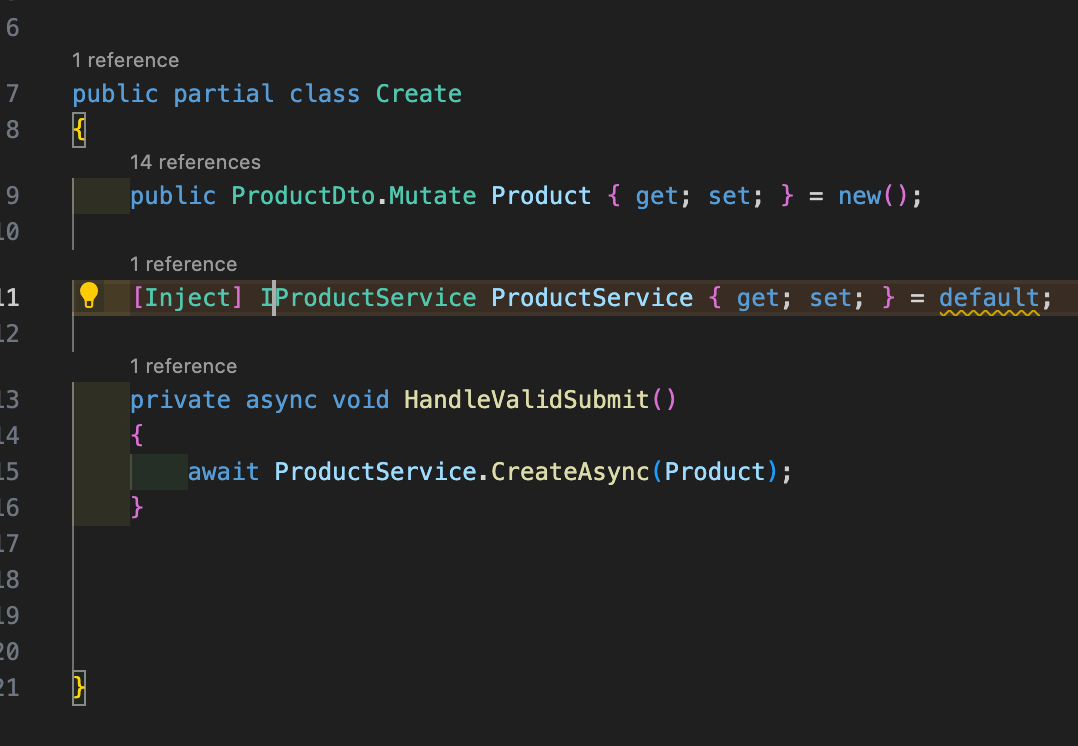 6
1 reference
7 public partial class Create
8 {
14 references
9 public ProductDto.Mutate Product { get; set; } = new();
10
1 reference
11 [Inject] IProductService ProductService { get; set; } = default;
12
1 reference
13 private async void HandleValidSubmit()
14 {
15 await ProductService.CreateAsync(Product);
16 }
17
18
19
20
21 }